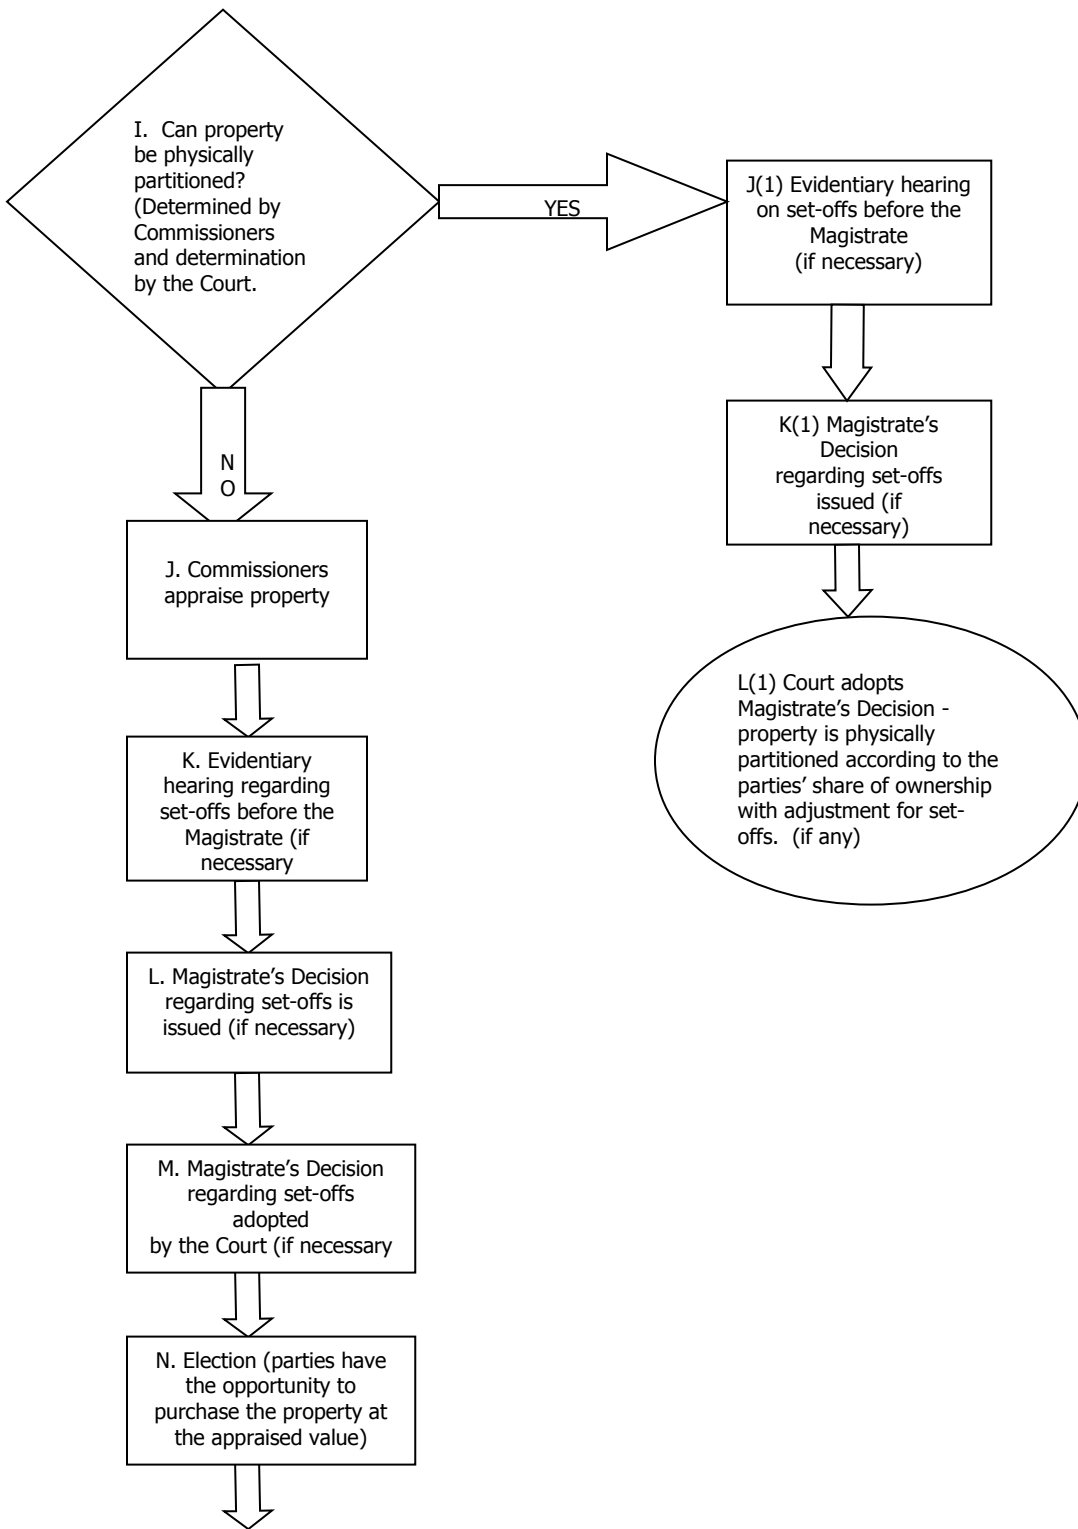 I. Can property
be physically
partitioned?
(Determined by
Commissioners
and determination
by the Court.
YES
J(1) Evidentiary hearing
on set-offs before the
Magistrate
(if necessary)
K(1) Magistrate’s
Decision
regarding set-offs
issued (if
necessary)
L(1) Court adopts
Magistrate’s Decision -
property is physically
partitioned according to the
parties’ share of ownership
with adjustment for set-
offs. (if any)
N
O
J. Commissioners
appraise property
K. Evidentiary
hearing regarding
set-offs before the
Magistrate (if
necessary
L. Magistrate’s Decision
regarding set-offs is
issued (if necessary)
M. Magistrate’s Decision
regarding set-offs
adopted
by the Court (if necessary
N. Election (parties have
the opportunity to
purchase the property at
the appraised value)